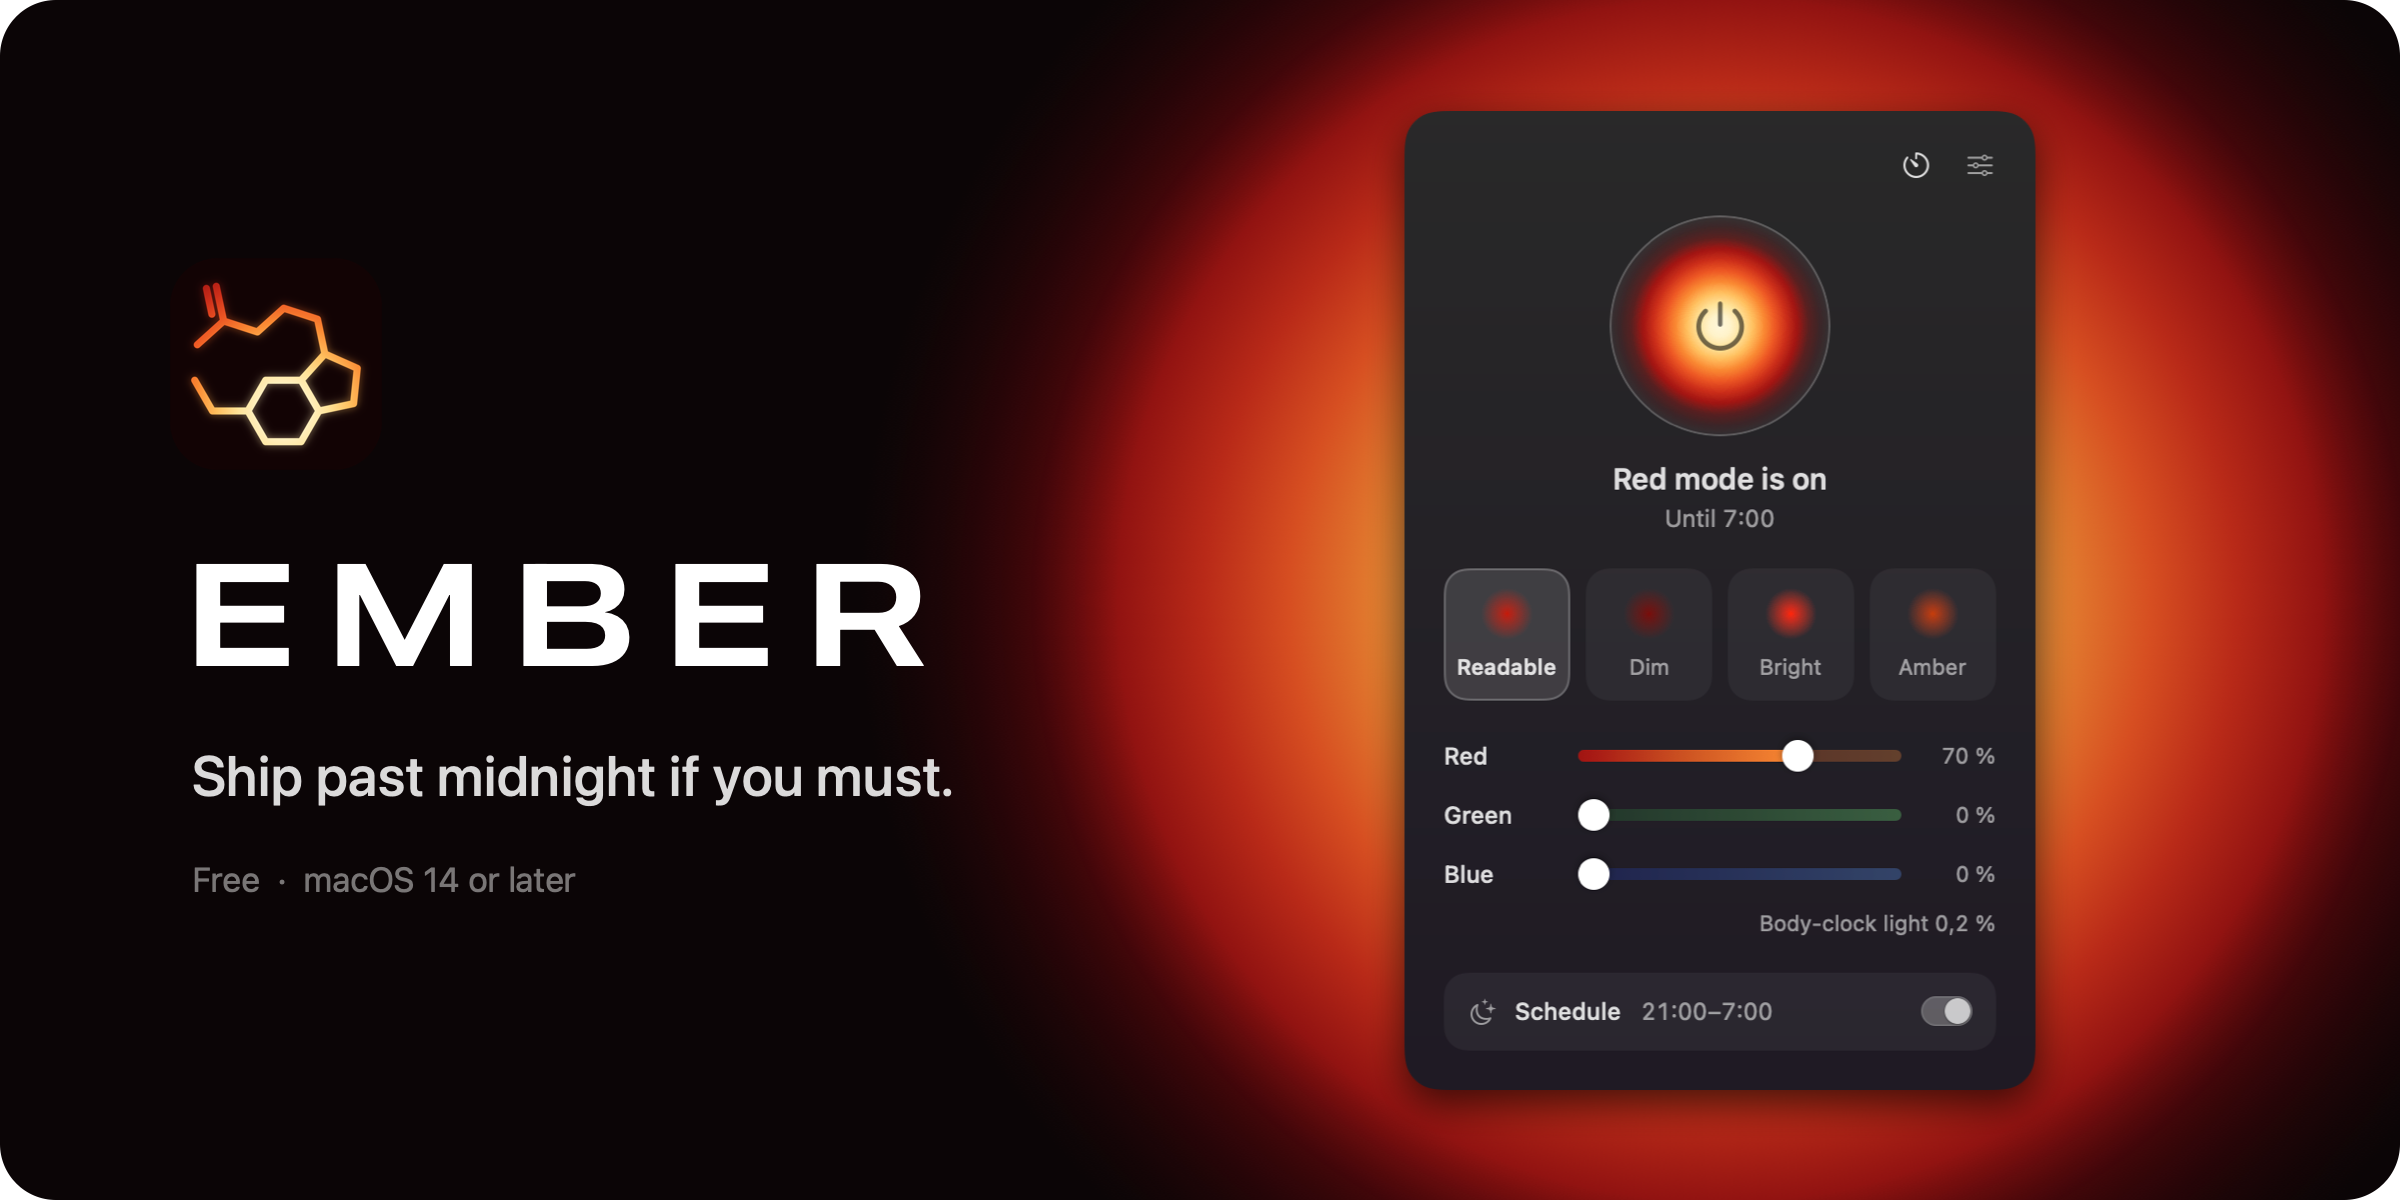 EMBER
Ship past midnight if you must.
Free · macOS 14 or later
Red mode is on
Until 7:00
Readable Dim Bright Amber
Red 70 %
Green 0 %
Blue 0 %
Body-clock light 0,2 %
Schedule 21:00–7:00